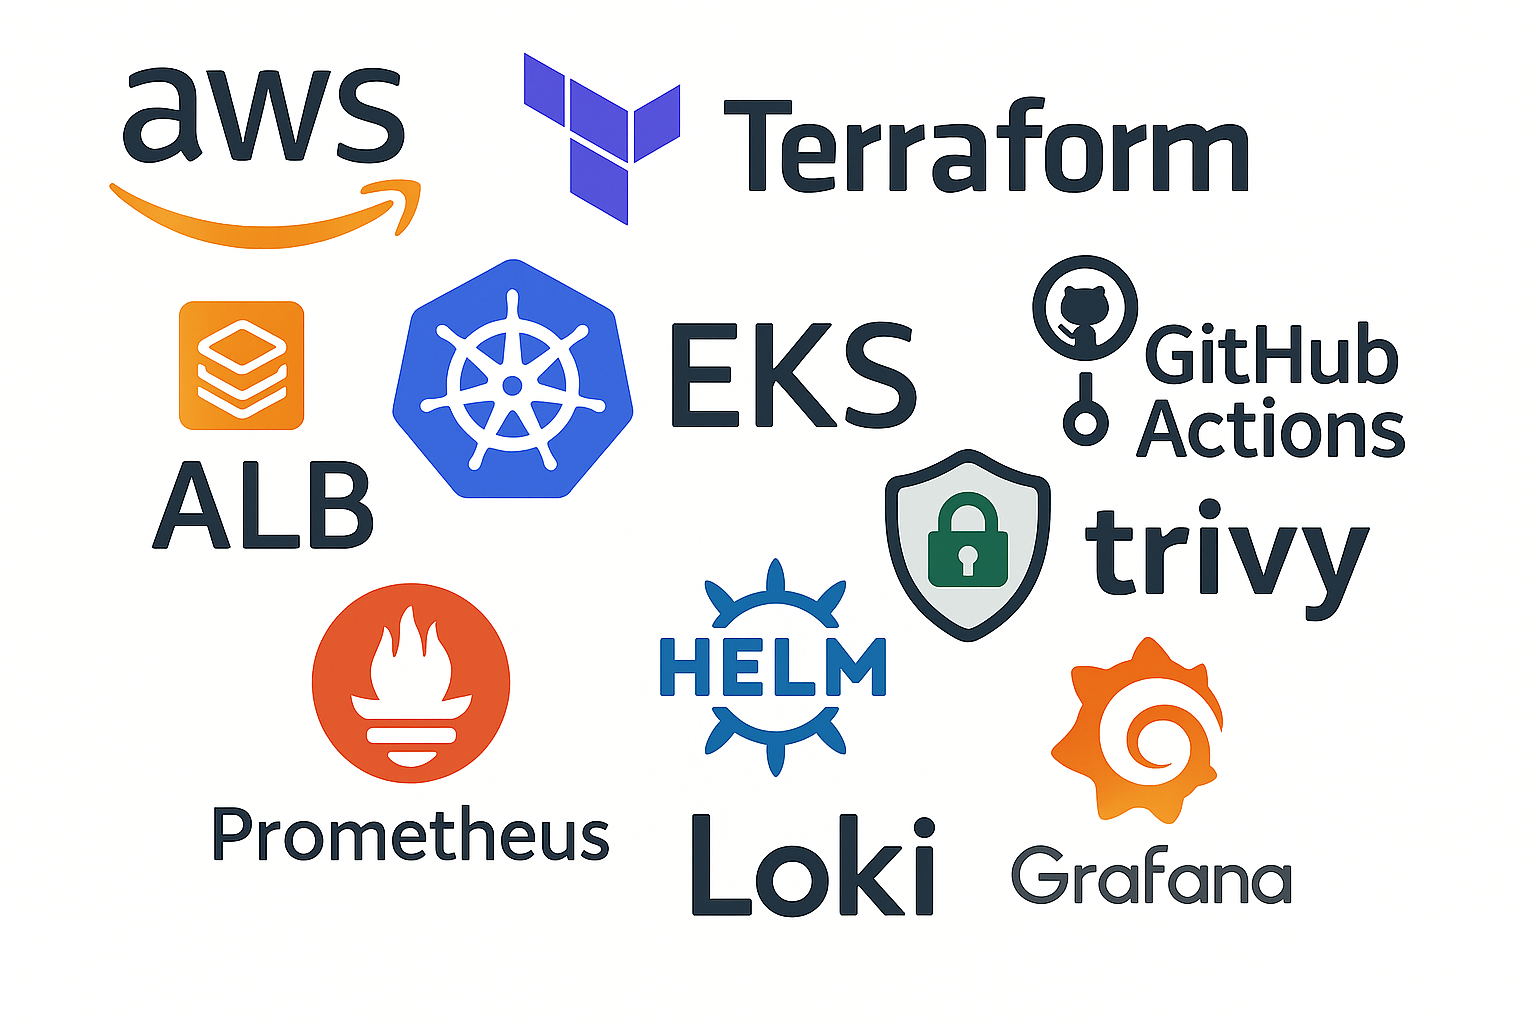 aws
Terraform
EKS
GitHub
Actions
ALB
trivy
HELM
Prometheus
Loki
Grafana